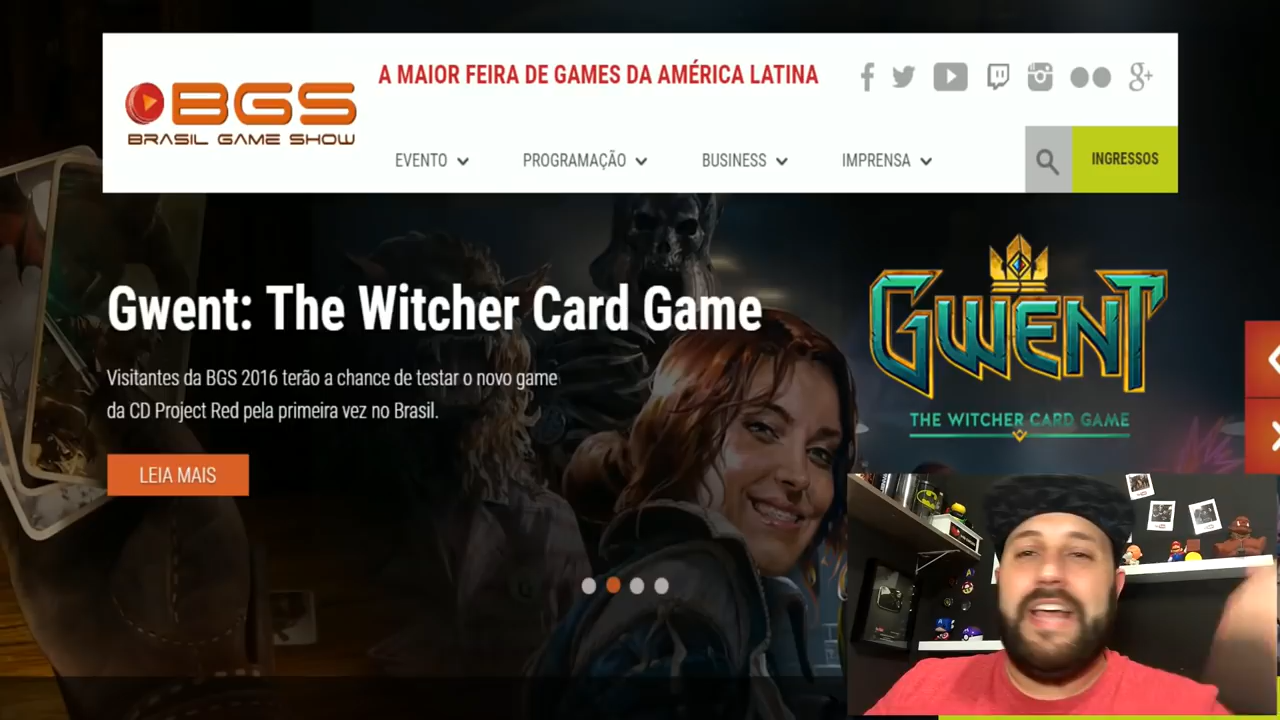 BGS
BRASIL GAME SHOW
A MAIOR FEIRA DE GAMES DA AMÉRICA LATINA
EVENTO
PROGRAMAÇÃO
BUSINESS
IMPRENSA
INGRESSOS
Gwent: The Witcher Card Game
Visitantes da BGS 2016 terão a chance de testar o novo game
da CD Project Red pela primeira vez no Brasil.
LEIA MAIS
GWENT
THE WITCHER CARD GAME